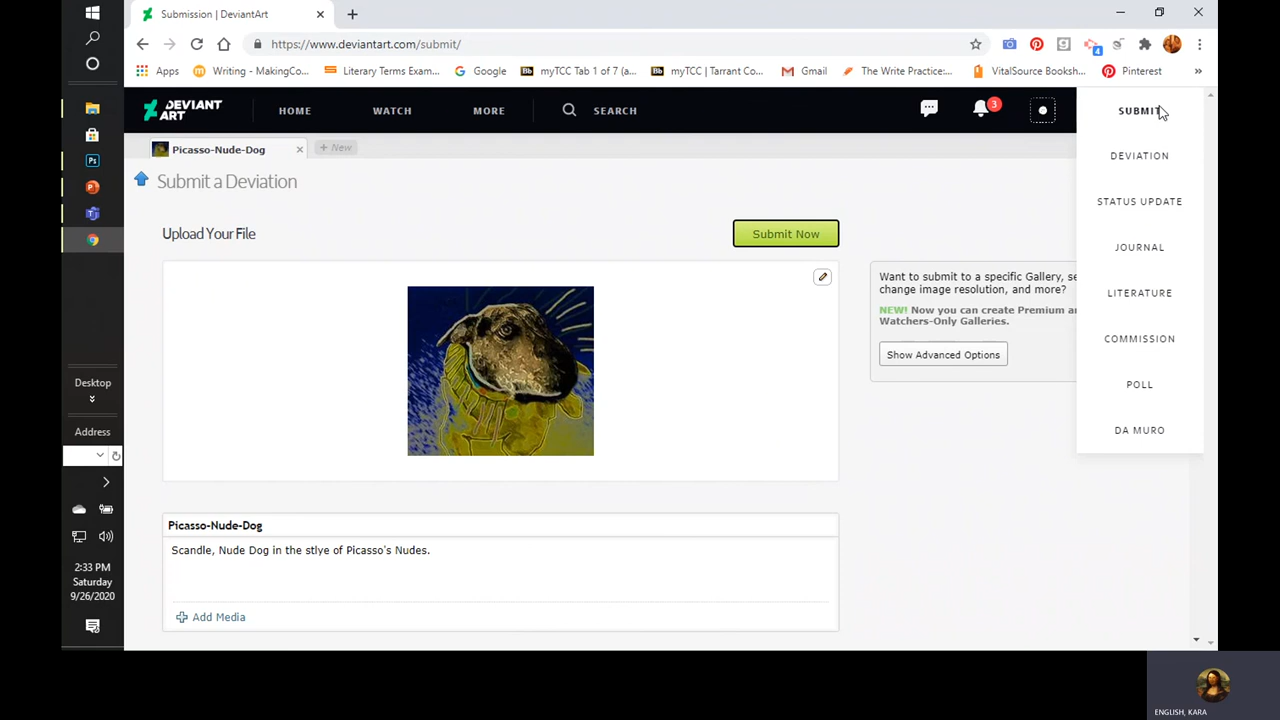 Submission | DeviantArt
https://www.deviantart.com/submit/
4
Apps
Writing - MakingCo...
Literary Terms Exam...
Google
Bb myTCC Tab 1 of 7 (a...
Bb myTCC | Tarrant Co...
Gmail
The Write Practice:...
VitalSource Booksh...
Pinterest
»
DEVIANT
ART
HOME
WATCH
MORE
SEARCH
3
SUBMIT
Picasso-Nude-Dog
+ New
DEVIATION
Submit a Deviation
STATUS UPDATE
Upload Your File
Submit Now
JOURNAL
Want to submit to a specific Gallery, se
change image resolution, and more?
LITERATURE
NEW! Now you can create Premium an
Watchers-Only Galleries.
COMMISSION
Show Advanced Options
POLL
DA MURO
Picasso-Nude-Dog
Scandle, Nude Dog in the stlye of Picasso's Nudes.
Add Media
Ps
Desktop
Address
2:33 PM
Saturday
9/26/2020
ENGLISH, KARA